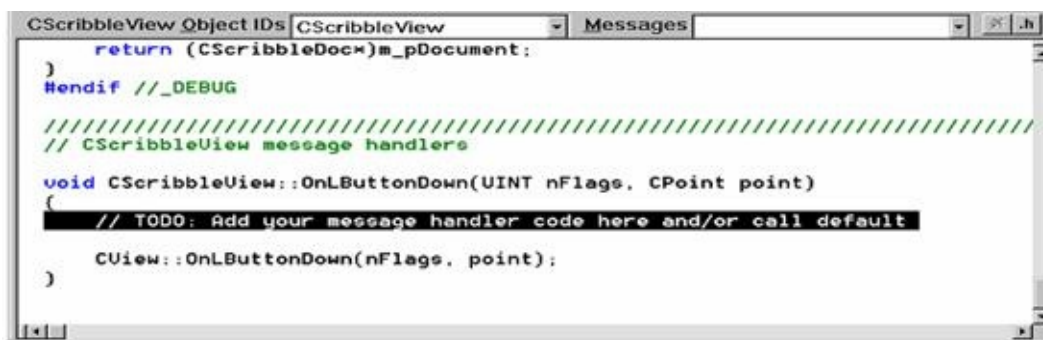 CScribbleView Object IDs CScribbleView Messages .h
return (CScribbleDoc*)m_pDocument;
}
#endif //_DEBUG
/////////////////////////////////////////////////////////////////////////////
// CScribbleView message handlers
void CScribbleView::OnLButtonDown(UINT nFlags, CPoint point)
{
// TODO: Add your message handler code here and/or call default
CView::OnLButtonDown(nFlags, point);
}